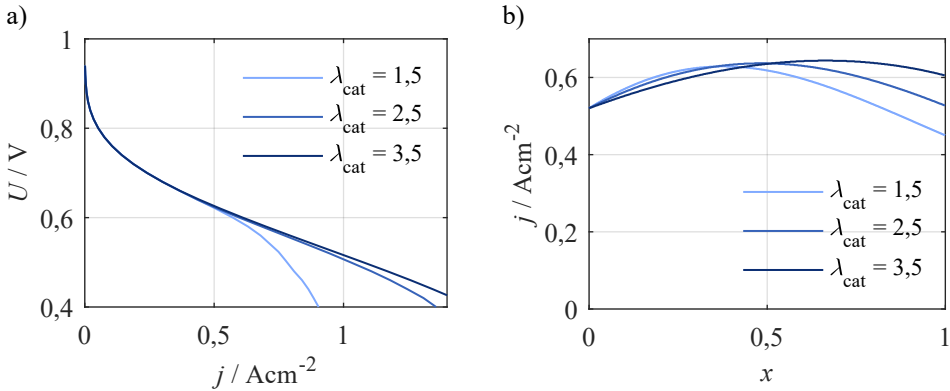 a)
1
0,8
0,6
0,4
U / V
0
0,5
1
j / Acm-2
λcat = 1,5
λcat = 2,5
λcat = 3,5
b)
0,6
0,4
0,2
0
j / Acm-2
0
0,5
1
x
λcat = 1,5
λcat = 2,5
λcat = 3,5